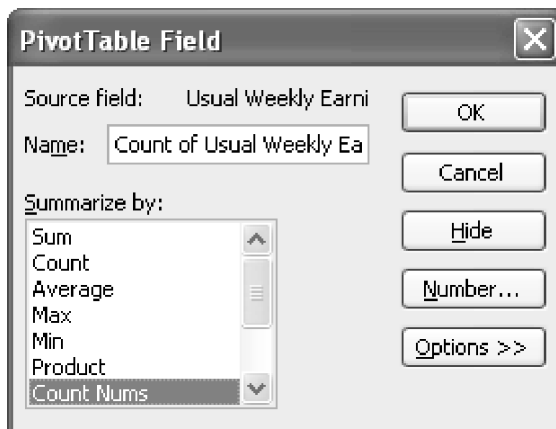 PivotTable Field
Source field: Usual Weekly Earni
Name: Count of Usual Weekly Ea
Summarize by:
Sum
Count
Average
Max
Min
Product
Count Nums
OK
Cancel
Hide
Number...
Options >>